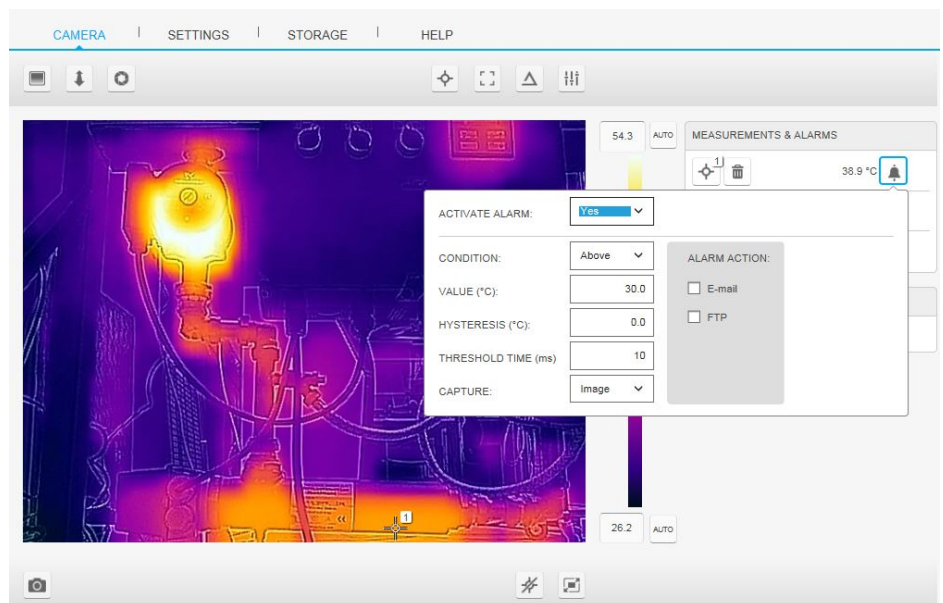 CAMERA SETTINGS STORAGE HELP
54.3 AUTO MEASUREMENTS & ALARMS
1 38.9 °C
ACTIVATE ALARM: Yes
CONDITION: Above ALARM ACTION:
VALUE (°C): 30.0 E-mail
HYSTERESIS (°C): 0.0 FTP
THRESHOLD TIME (ms) 10
CAPTURE: Image
1
26.2 AUTO